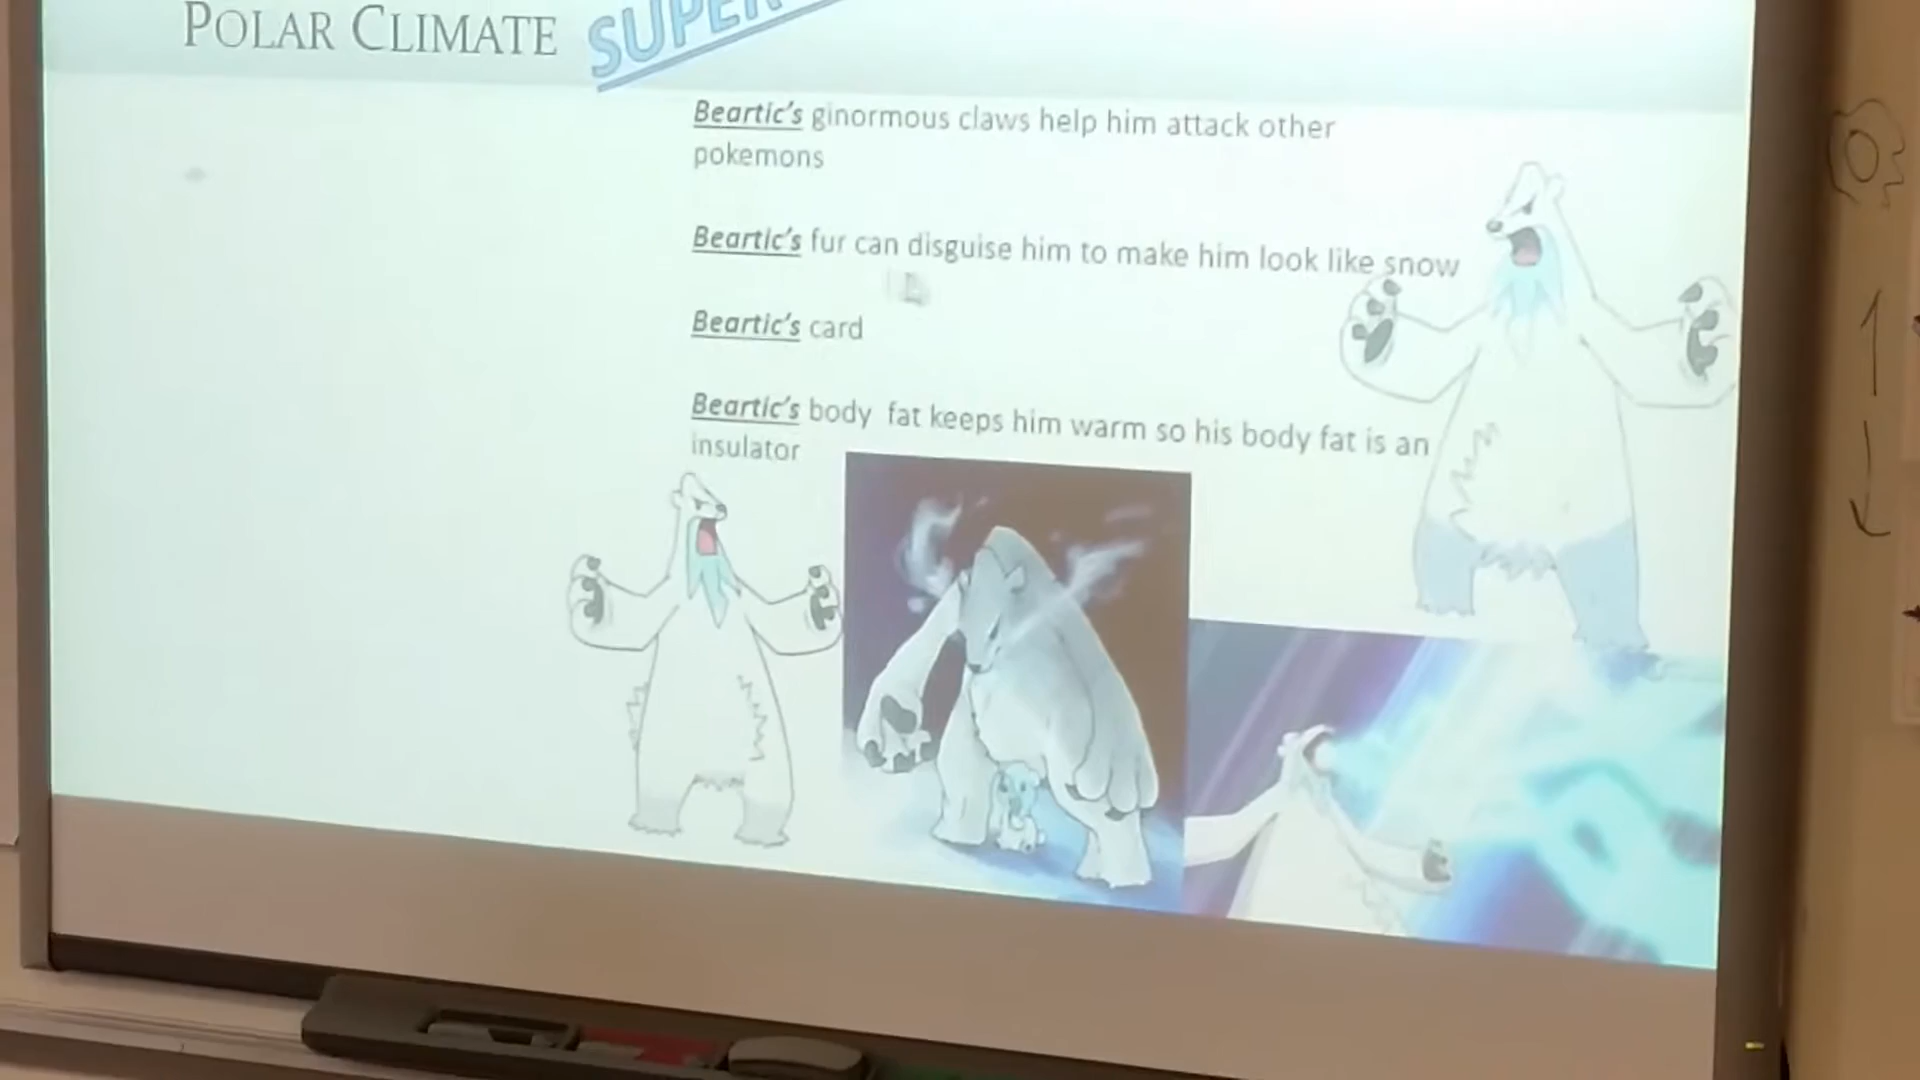 POLAR CLIMATE
SUPER
Beartic's ginormous claws help him attack other
pokemons
Beartic's fur can disguise him to make him look like snow
Beartic's card
Beartic's body fat keeps him warm so his body fat is an
insulator